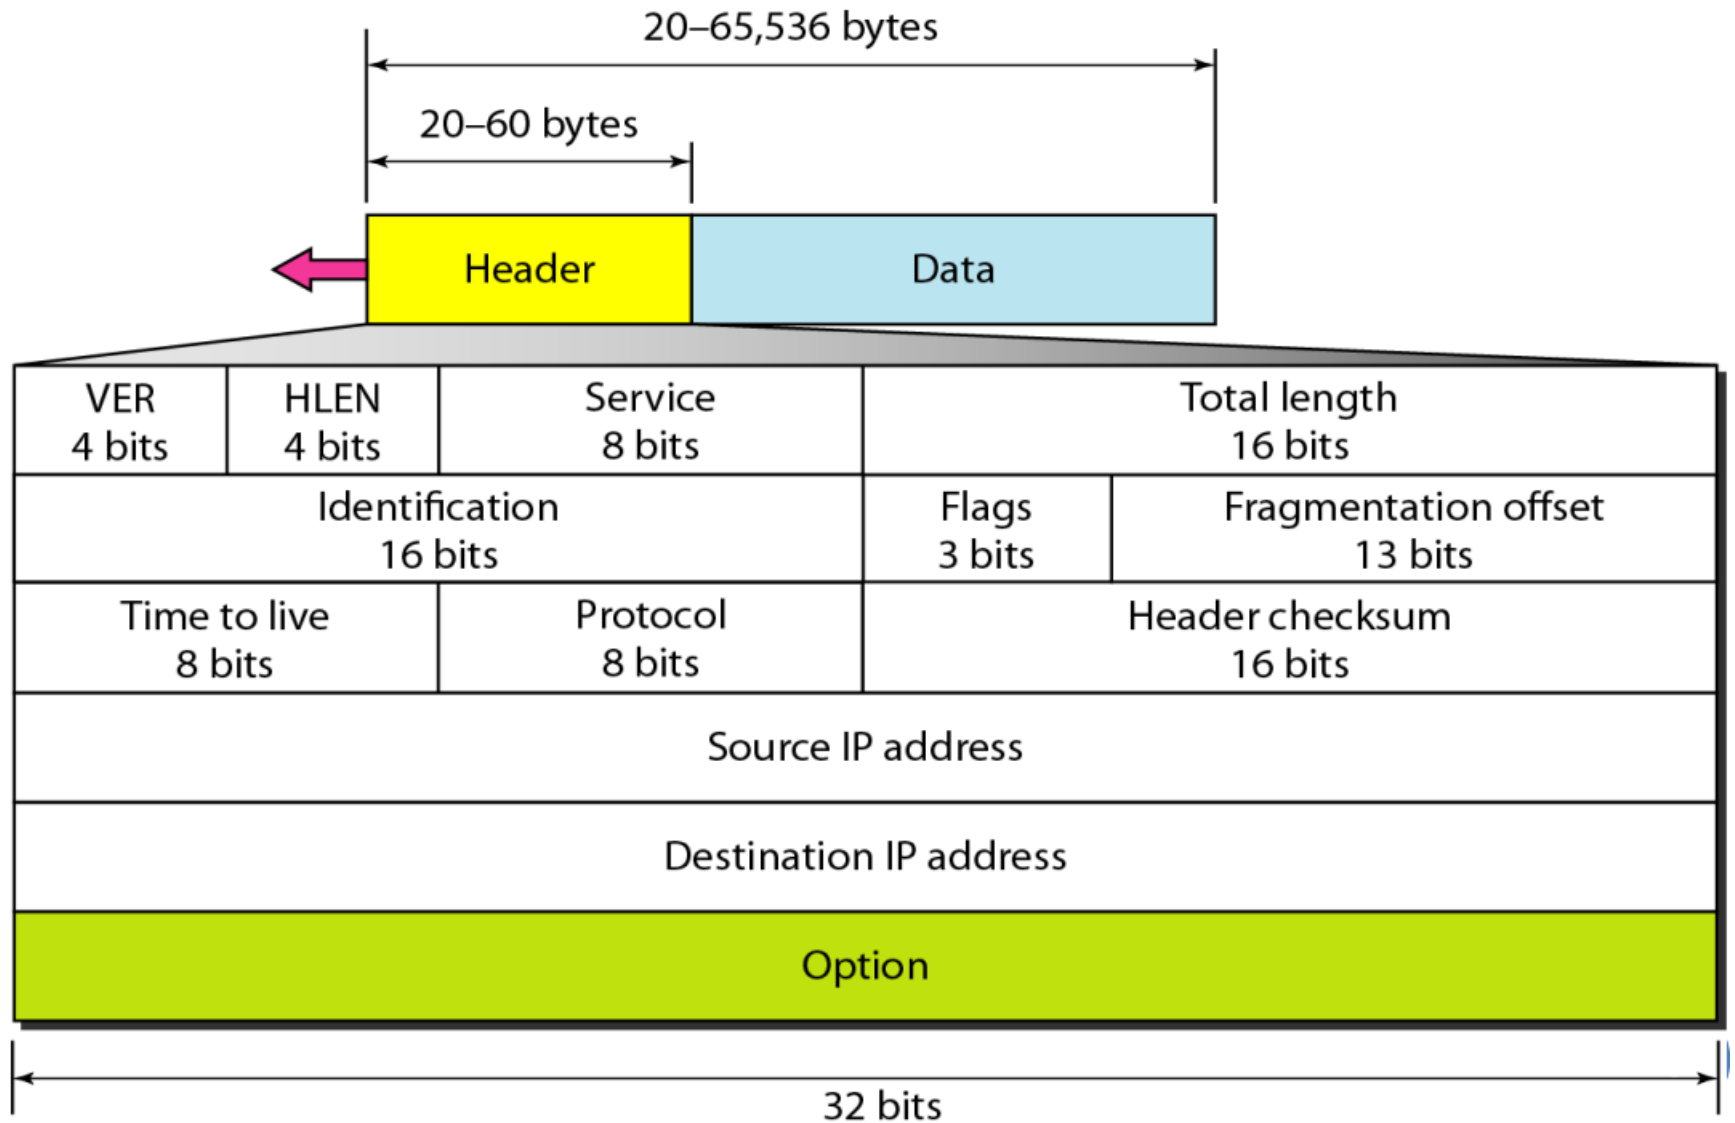 20–65,536 bytes
20–60 bytes
Header
Data
VER
4 bits
HLEN
4 bits
Service
8 bits
Total length
16 bits
Identification
16 bits
Flags
3 bits
Fragmentation offset
13 bits
Time to live
8 bits
Protocol
8 bits
Header checksum
16 bits
Source IP address
Destination IP address
Option
32 bits